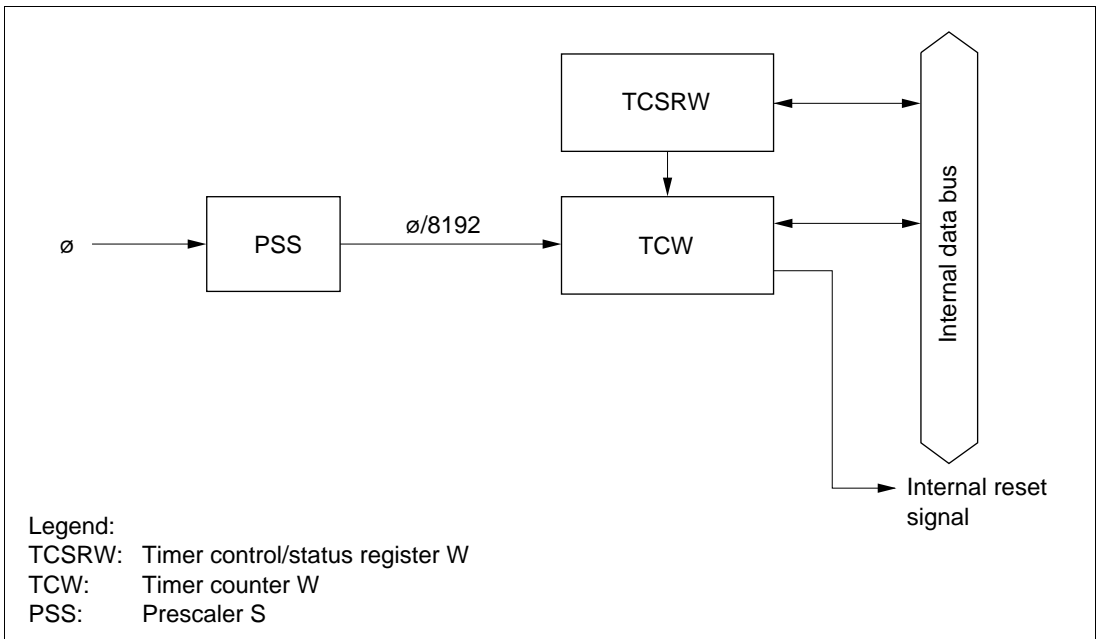 TCSRW
ø
PSS
ø/8192
TCW
Internal data bus
Internal reset
signal
Legend:
TCSRW: Timer control/status register W
TCW: Timer counter W
PSS: Prescaler S